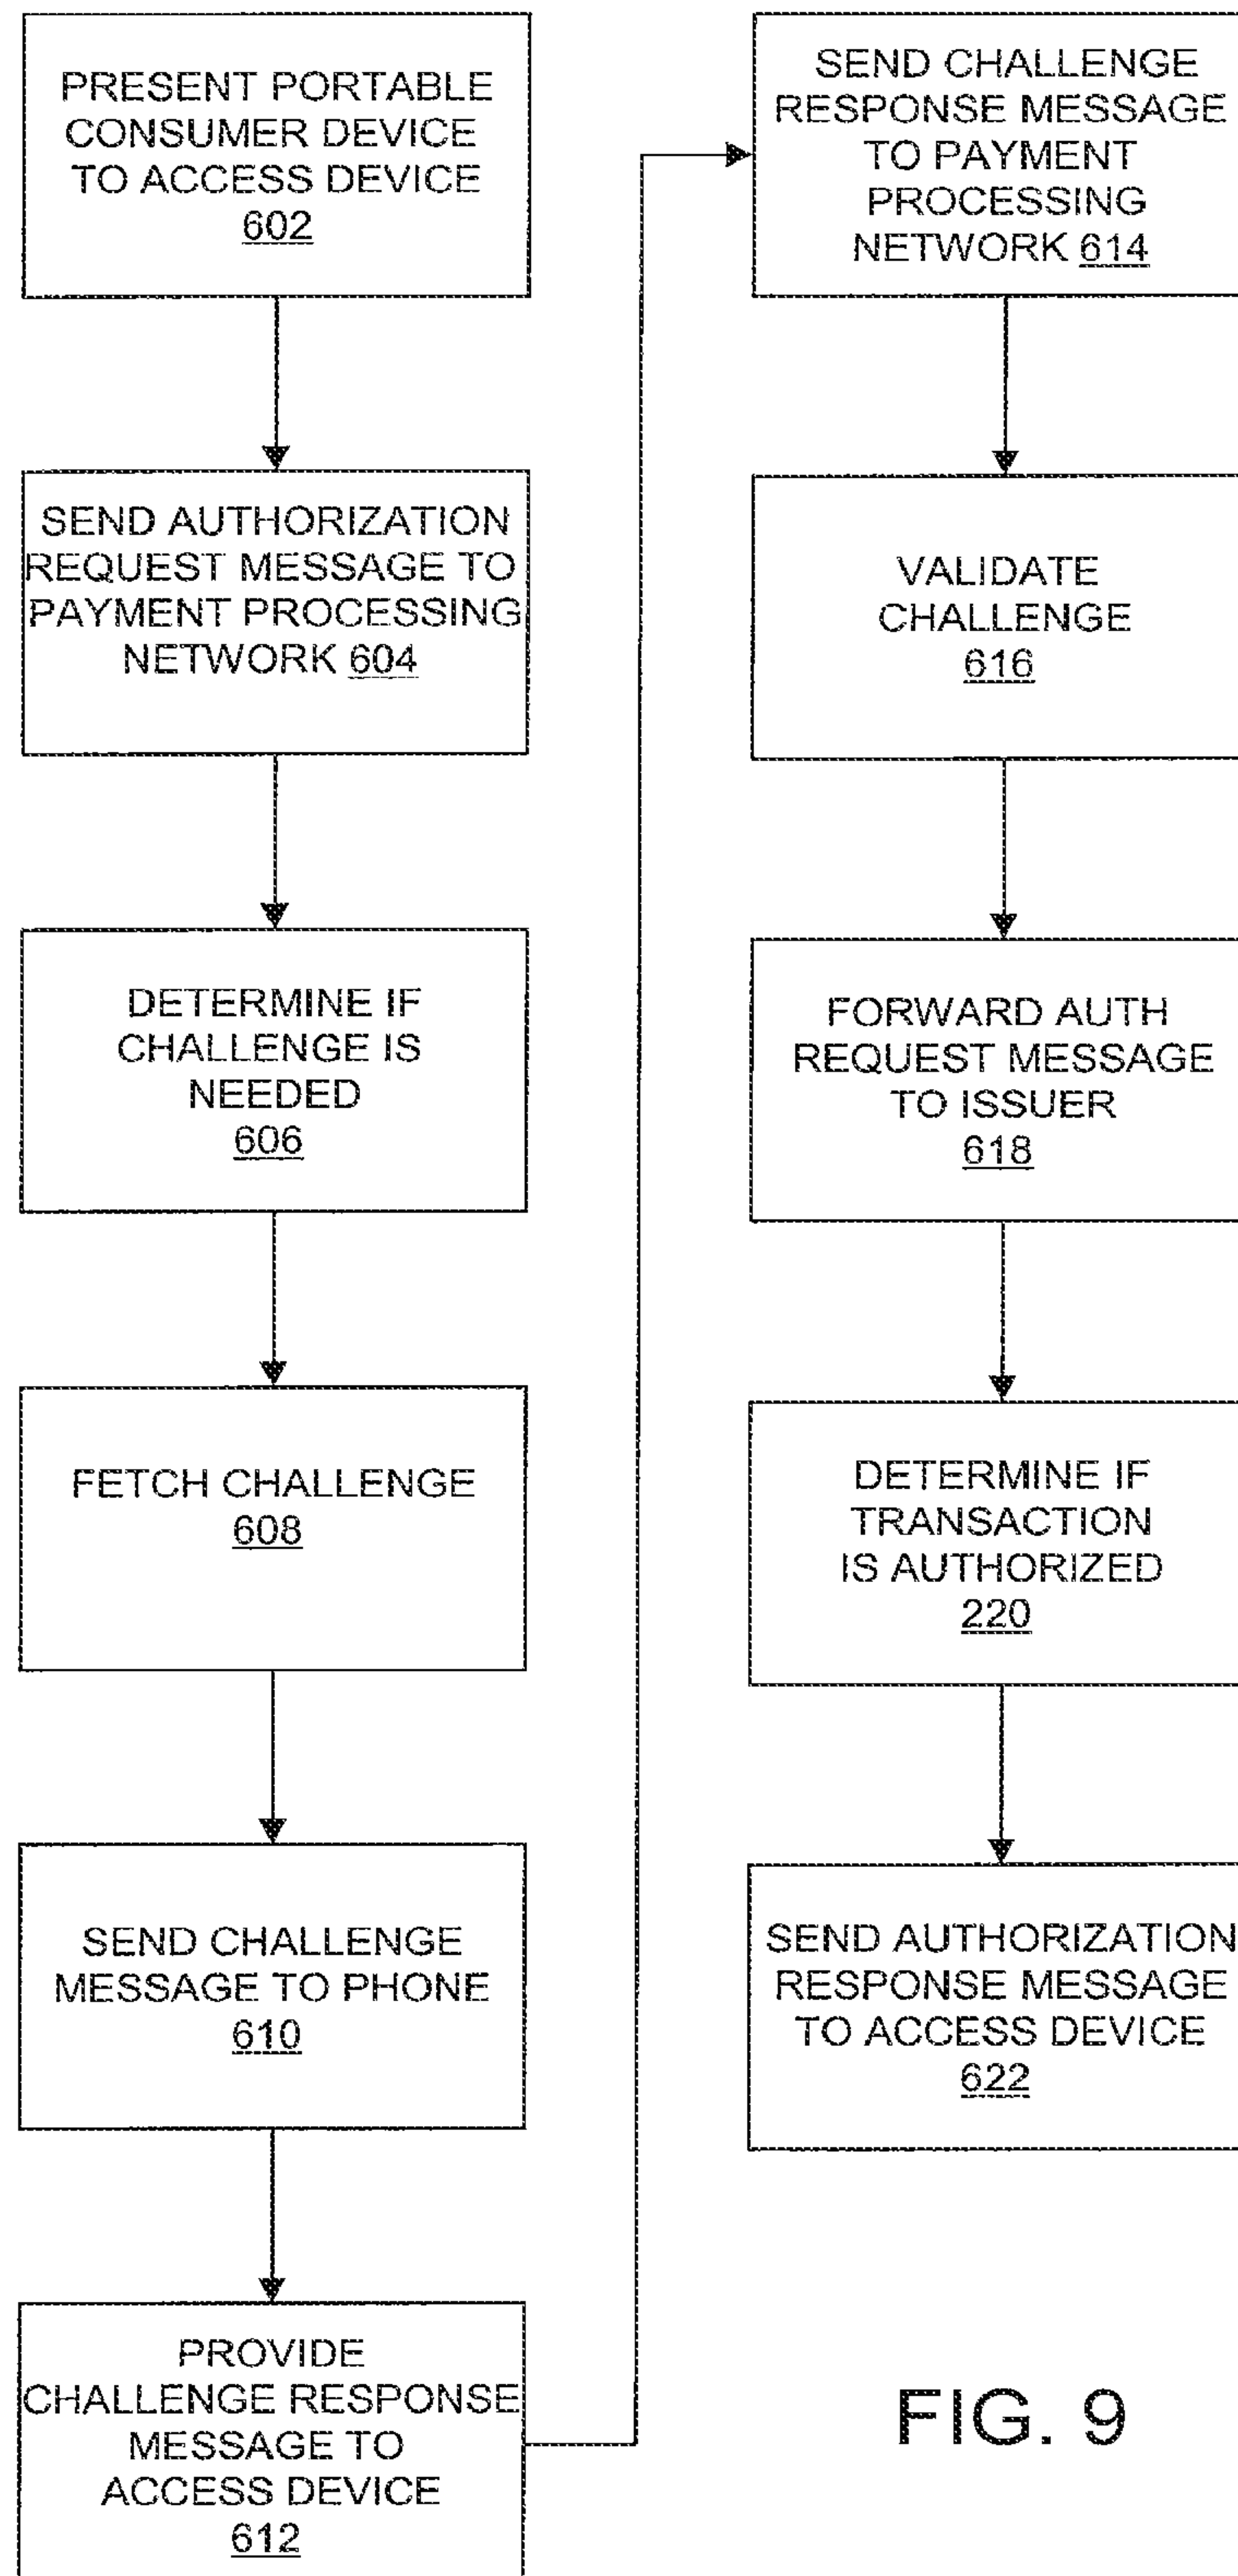 PRESENT PORTABLE
CONSUMER DEVICE
TO ACCESS DEVICE
602
SEND AUTHORIZATION
REQUEST MESSAGE TO
PAYMENT PROCESSING
NETWORK 604
DETERMINE IF
CHALLENGE IS
NEEDED
606
FETCH CHALLENGE
608
SEND CHALLENGE
MESSAGE TO PHONE
610
PROVIDE
CHALLENGE RESPONSE
MESSAGE TO
ACCESS DEVICE
612
SEND CHALLENGE
RESPONSE MESSAGE
TO PAYMENT
PROCESSING
NETWORK 614
VALIDATE
CHALLENGE
616
FORWARD AUTH
REQUEST MESSAGE
TO ISSUER
618
DETERMINE IF
TRANSACTION
IS AUTHORIZED
220
SEND AUTHORIZATION
RESPONSE MESSAGE
TO ACCESS DEVICE
622
FIG. 9